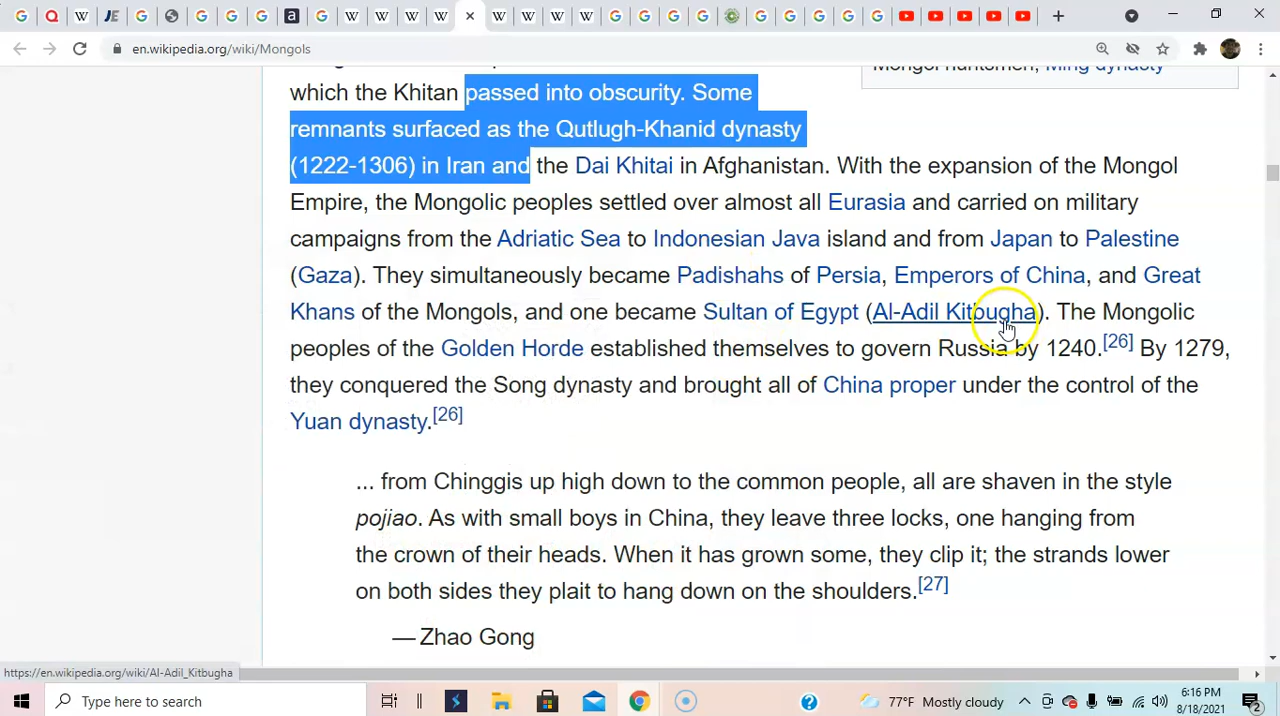 en.wikipedia.org/wiki/Mongols
Mongol huntsmen, Ming dynasty
which the Khitan passed into obscurity. Some
remnants surfaced as the Qutlugh-Khanid dynasty
(1222-1306) in Iran and the Dai Khitai in Afghanistan. With the expansion of the Mongol
Empire, the Mongolic peoples settled over almost all Eurasia and carried on military
campaigns from the Adriatic Sea to Indonesian Java island and from Japan to Palestine
(Gaza). They simultaneously became Padishahs of Persia, Emperors of China, and Great
Khans of the Mongols, and one became Sultan of Egypt (Al-Adil Kitbugha). The Mongolic
peoples of the Golden Horde established themselves to govern Russia by 1240.[26] By 1279,
they conquered the Song dynasty and brought all of China proper under the control of the
Yuan dynasty.[26]
... from Chinggis up high down to the common people, all are shaven in the style
pojiao. As with small boys in China, they leave three locks, one hanging from
the crown of their heads. When it has grown some, they clip it; the strands lower
on both sides they plait to hang down on the shoulders.[27]
— Zhao Gong
https://en.wikipedia.org/wiki/Al-Adil_Kitbugha
Type here to search
77°F Mostly cloudy
6:16 PM
8/18/2021
2